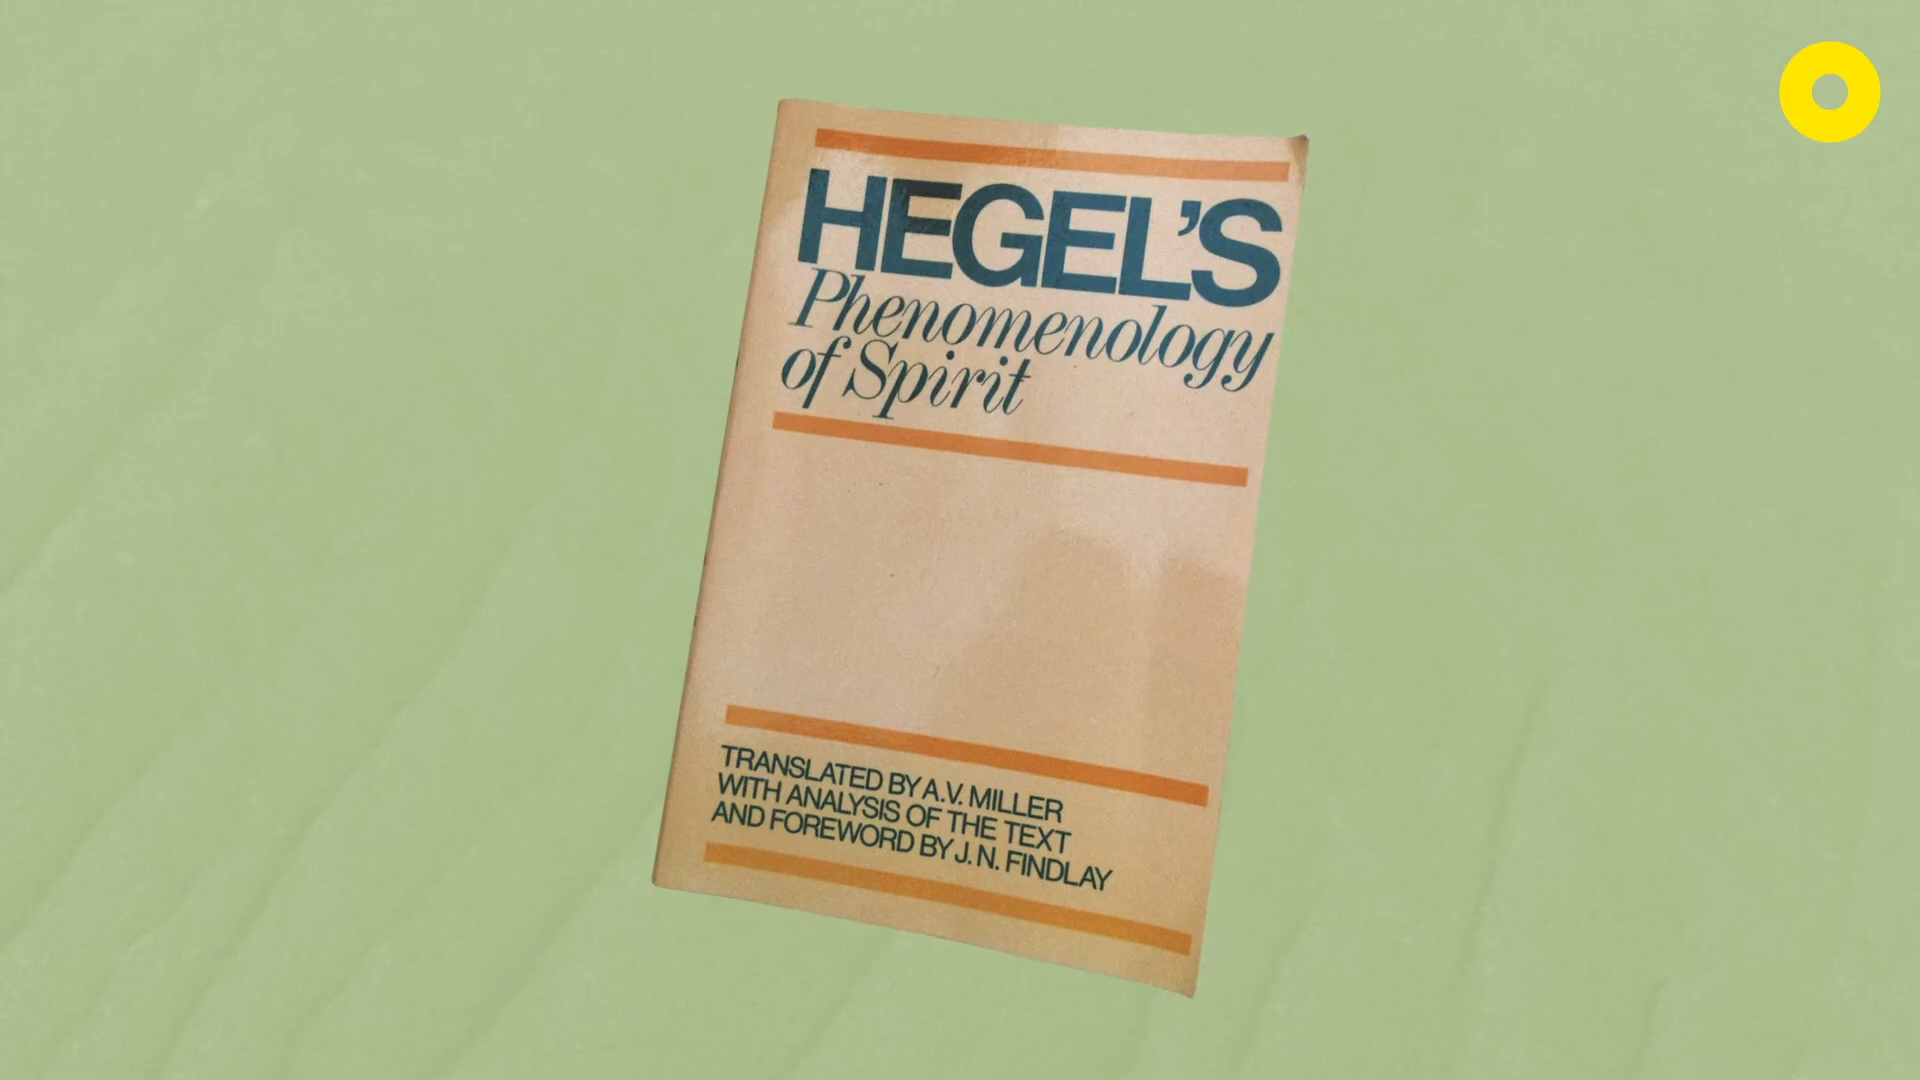 HEGEL'S
Phenomenology
of Spirit
TRANSLATED BY A.V. MILLER
WITH ANALYSIS OF THE TEXT
AND FOREWORD BY J. N. FINDLAY